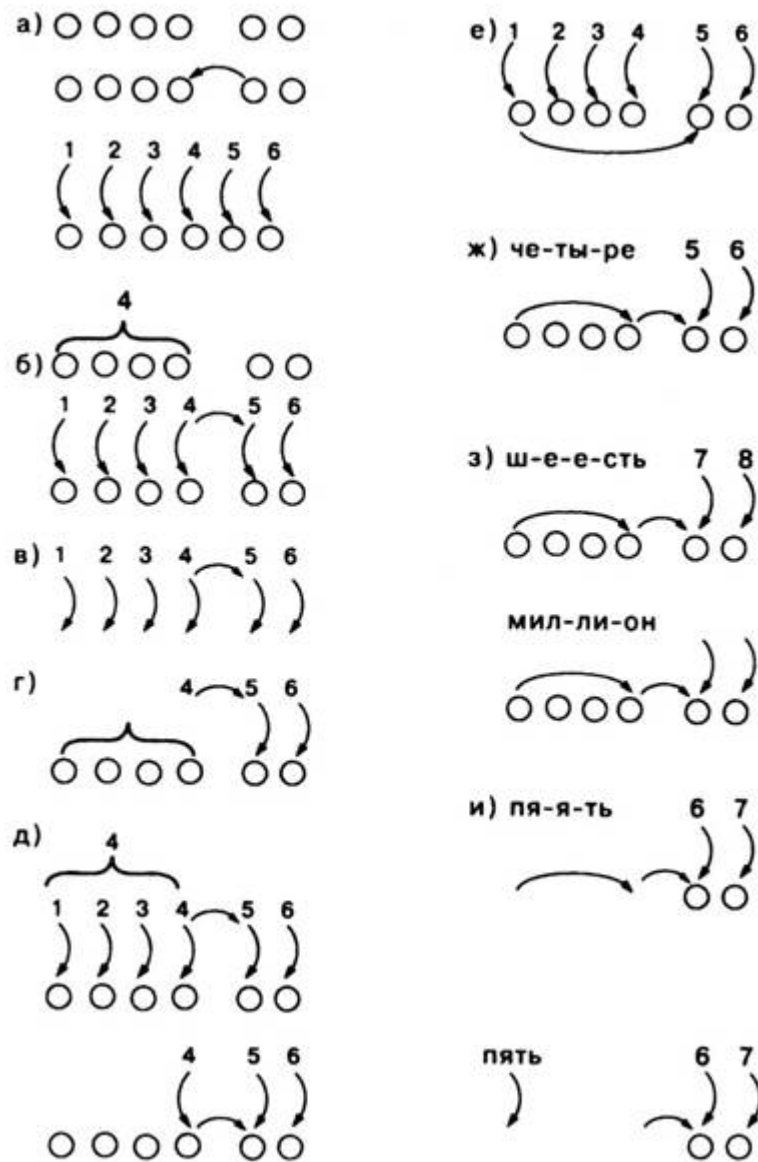 а)
1 2 3 4 5 6
4
б)
1 2 3 4 5 6
в) 1 2 3 4 5 6
г) 4 5 6
д) 4
1 2 3 4 5 6
4 5 6
е) 1 2 3 4 5 6
ж) че-ты-ре 5 6
з) ш-е-е-сть 7 8
мил-ли-он
и) пя-я-ть 6 7
пять 6 7